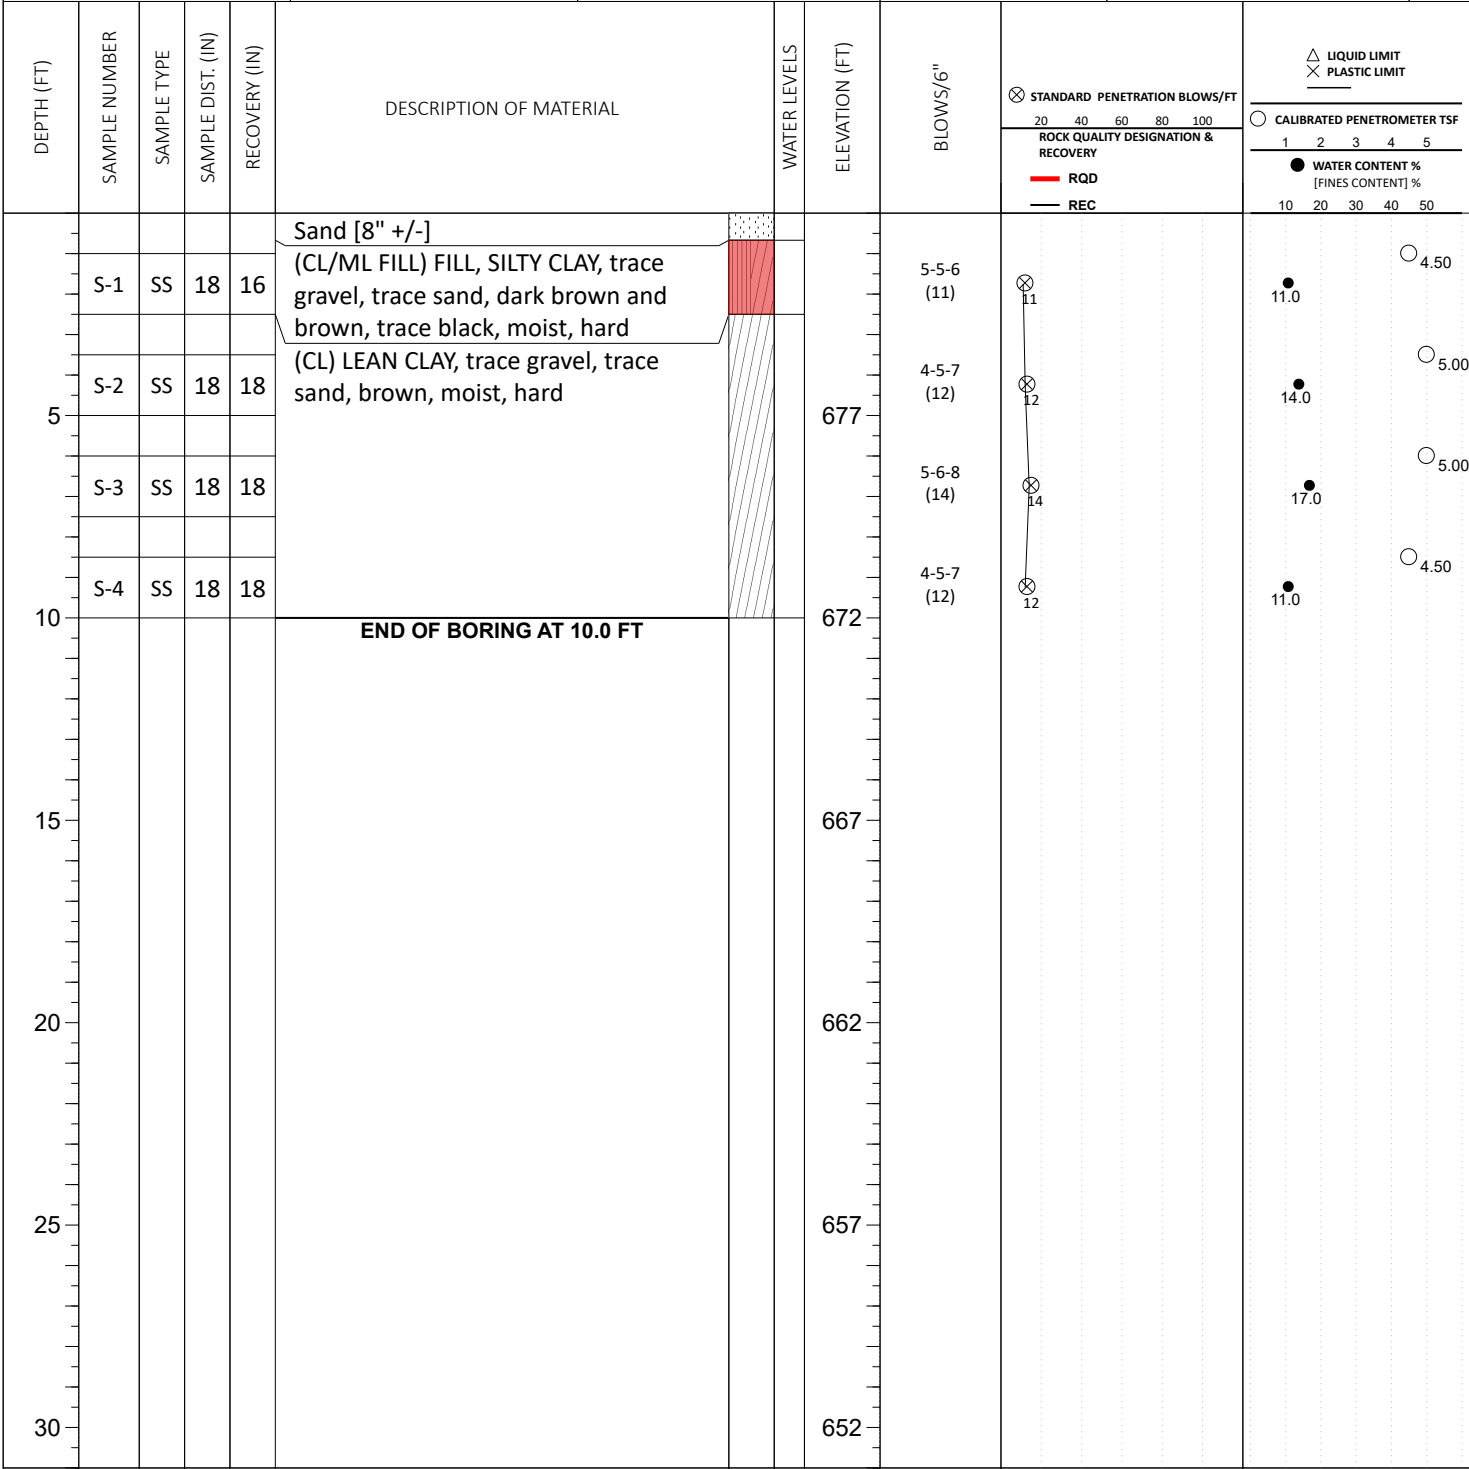 DEPTH (FT)
SAMPLE NUMBER
SAMPLE TYPE
SAMPLE DIST. (IN)
RECOVERY (IN)
DESCRIPTION OF MATERIAL
WATER LEVELS
ELEVATION (FT)
BLOWS/6"
STANDARD PENETRATION BLOWS/FT
20 40 60 80 100
ROCK QUALITY DESIGNATION &
RECOVERY
RQD
REC
LIQUID LIMIT
PLASTIC LIMIT
CALIBRATED PENETROMETER TSF
1 2 3 4 5
WATER CONTENT %
[FINES CONTENT] %
10 20 30 40 50
Sand [8" +/-]
(CL/ML FILL) FILL, SILTY CLAY, trace
gravel, trace sand, dark brown and
brown, trace black, moist, hard
S-1 SS 18 16
5-5-6
(11)
11
11.0
4.50
(CL) LEAN CLAY, trace gravel, trace
sand, brown, moist, hard
S-2 SS 18 18
4-5-7
(12)
12
14.0
5.00
5 677
S-3 SS 18 18
5-6-8
(14)
14
17.0
5.00
S-4 SS 18 18
4-5-7
(12)
12
11.0
4.50
10 672
END OF BORING AT 10.0 FT
15 667
20 662
25 657
30 652